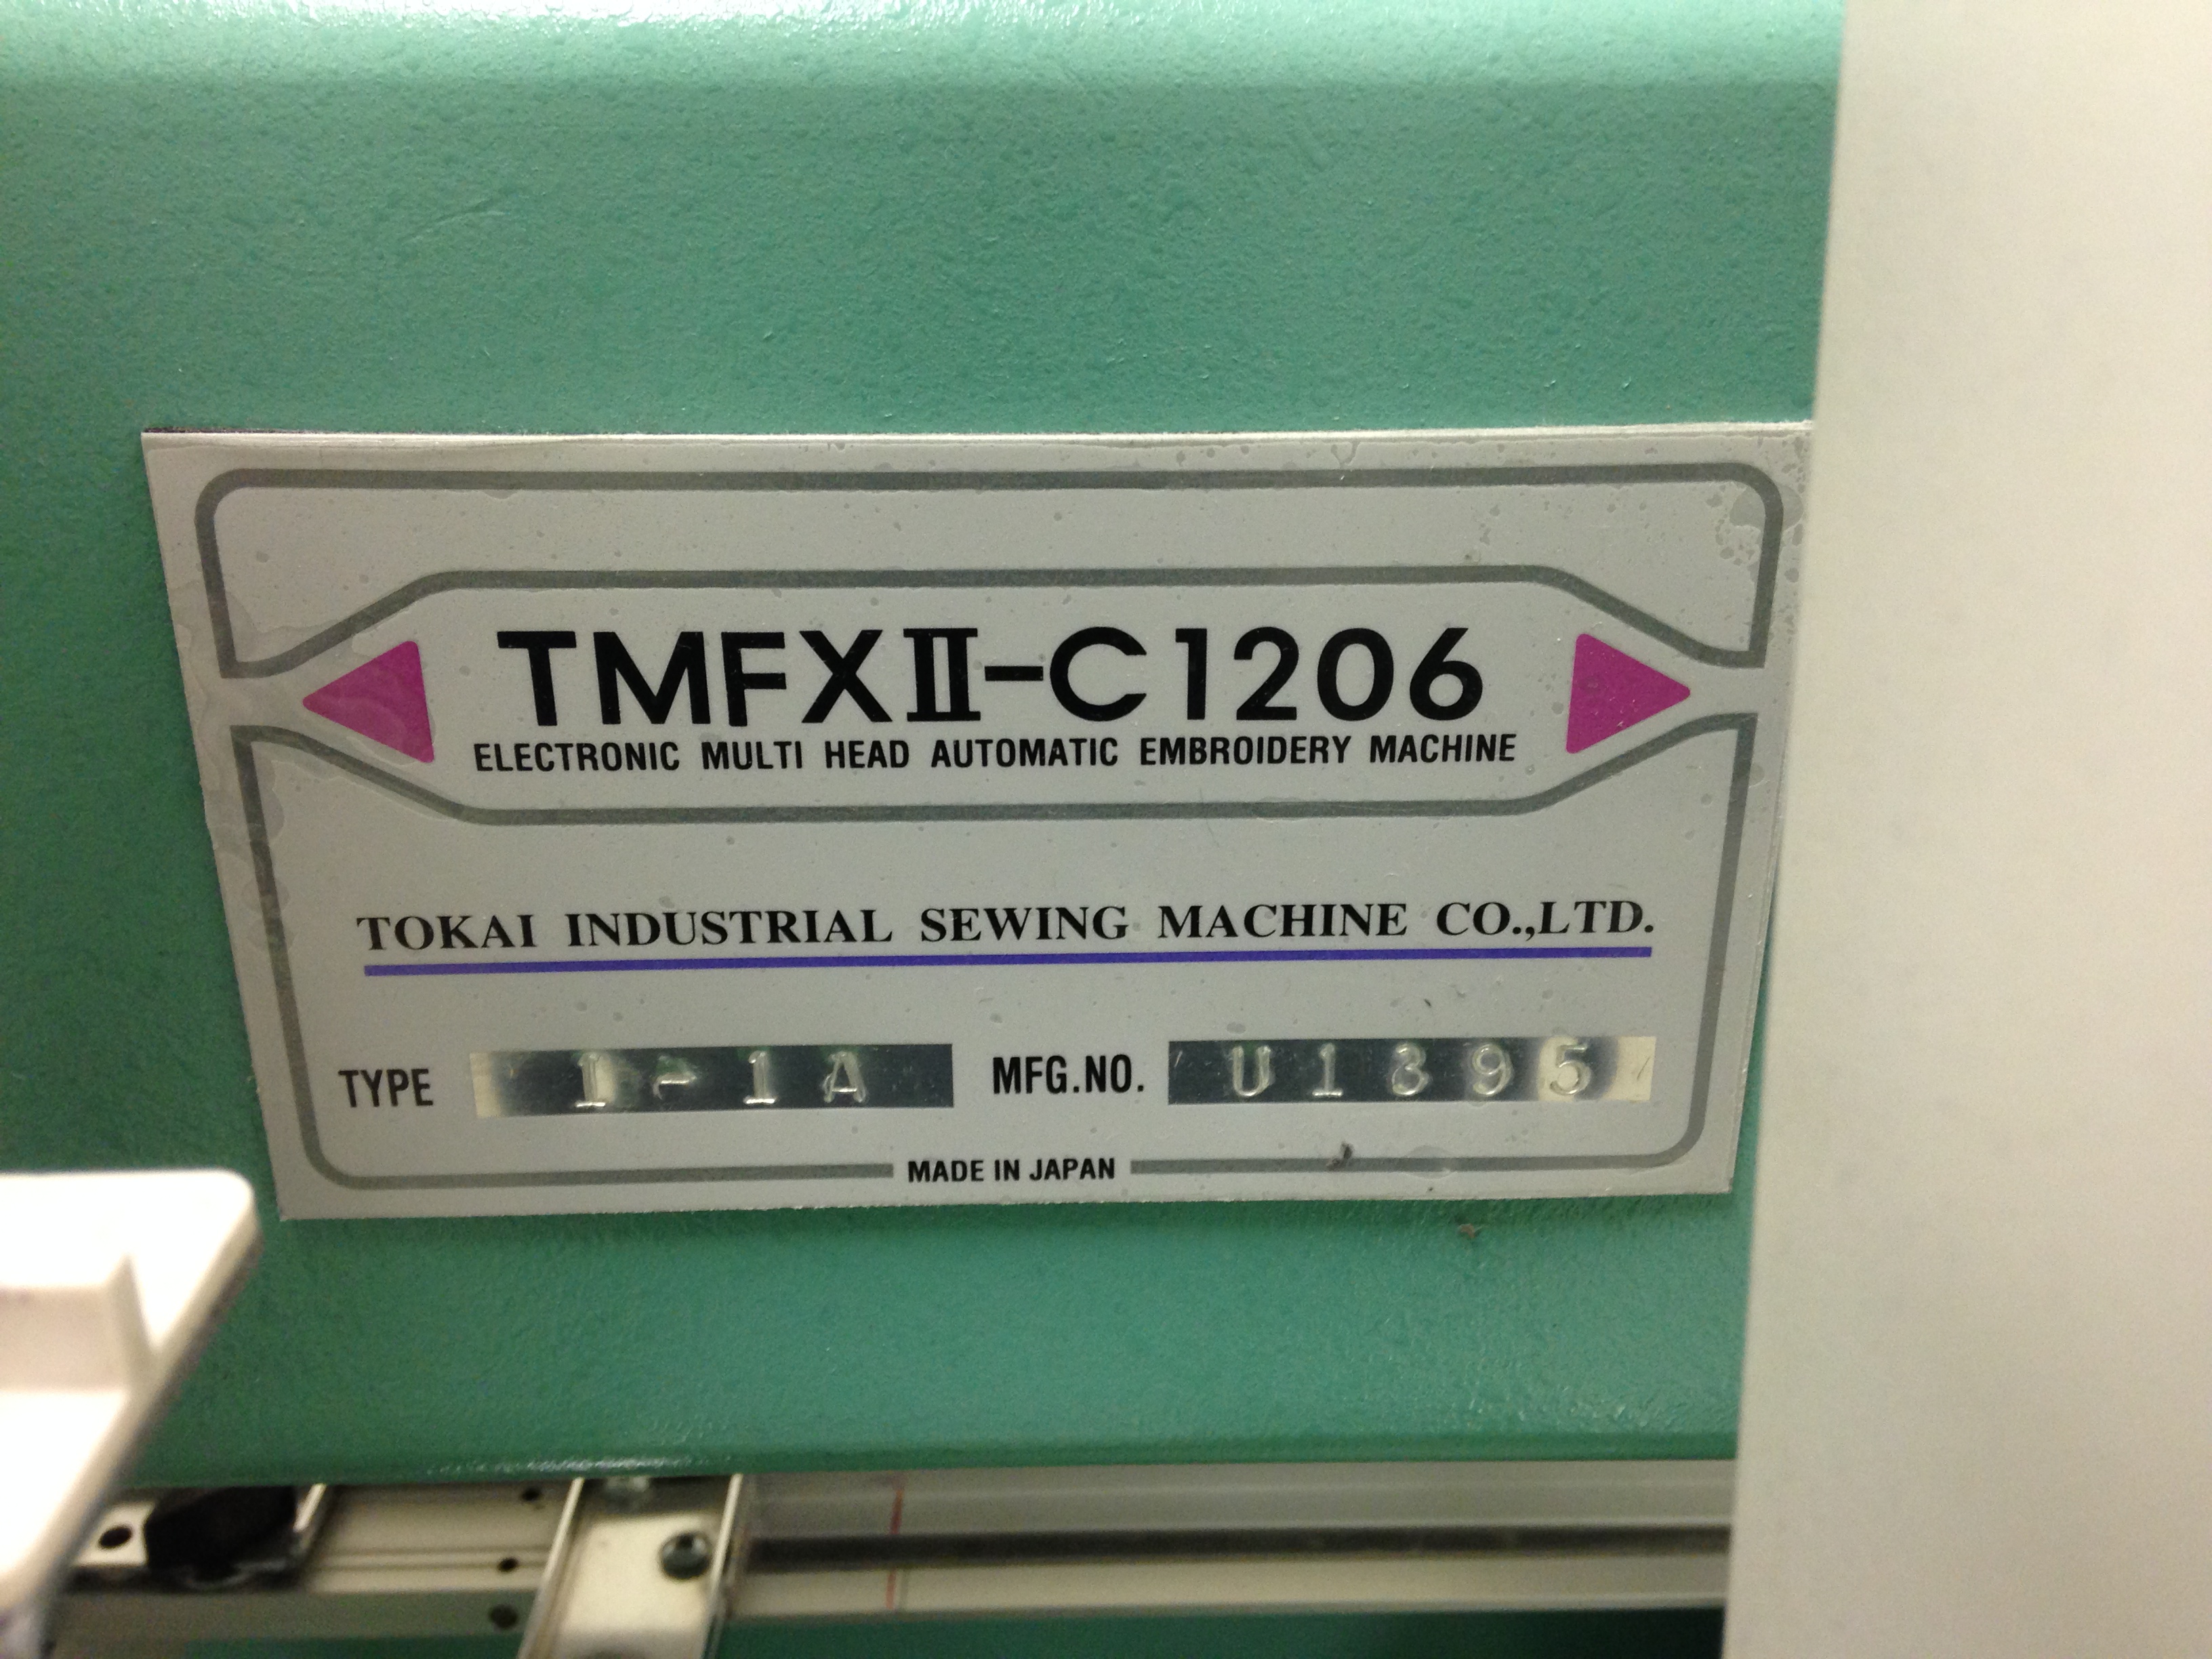 TMFXⅡ-C1206
ELECTRONIC MULTI HEAD AUTOMATIC EMBROIDERY MACHINE
TOKAI INDUSTRIAL SEWING MACHINE CO.,LTD.
TYPE 1-1A MFG.NO. U1395
MADE IN JAPAN